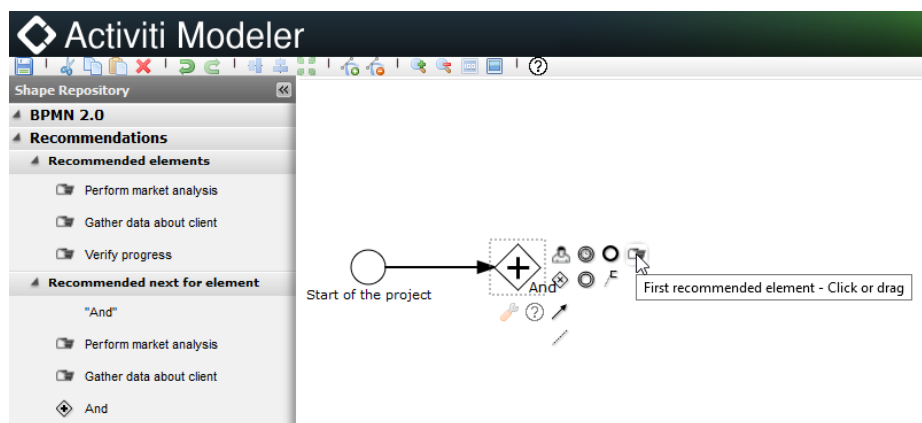 Activiti Modeler
Shape Repository
BPMN 2.0
Recommendations
Recommended elements
Perform market analysis
Gather data about client
Verify progress
Recommended next for element
"And"
Perform market analysis
Gather data about client
And
Start of the project
And
First recommended element - Click or drag